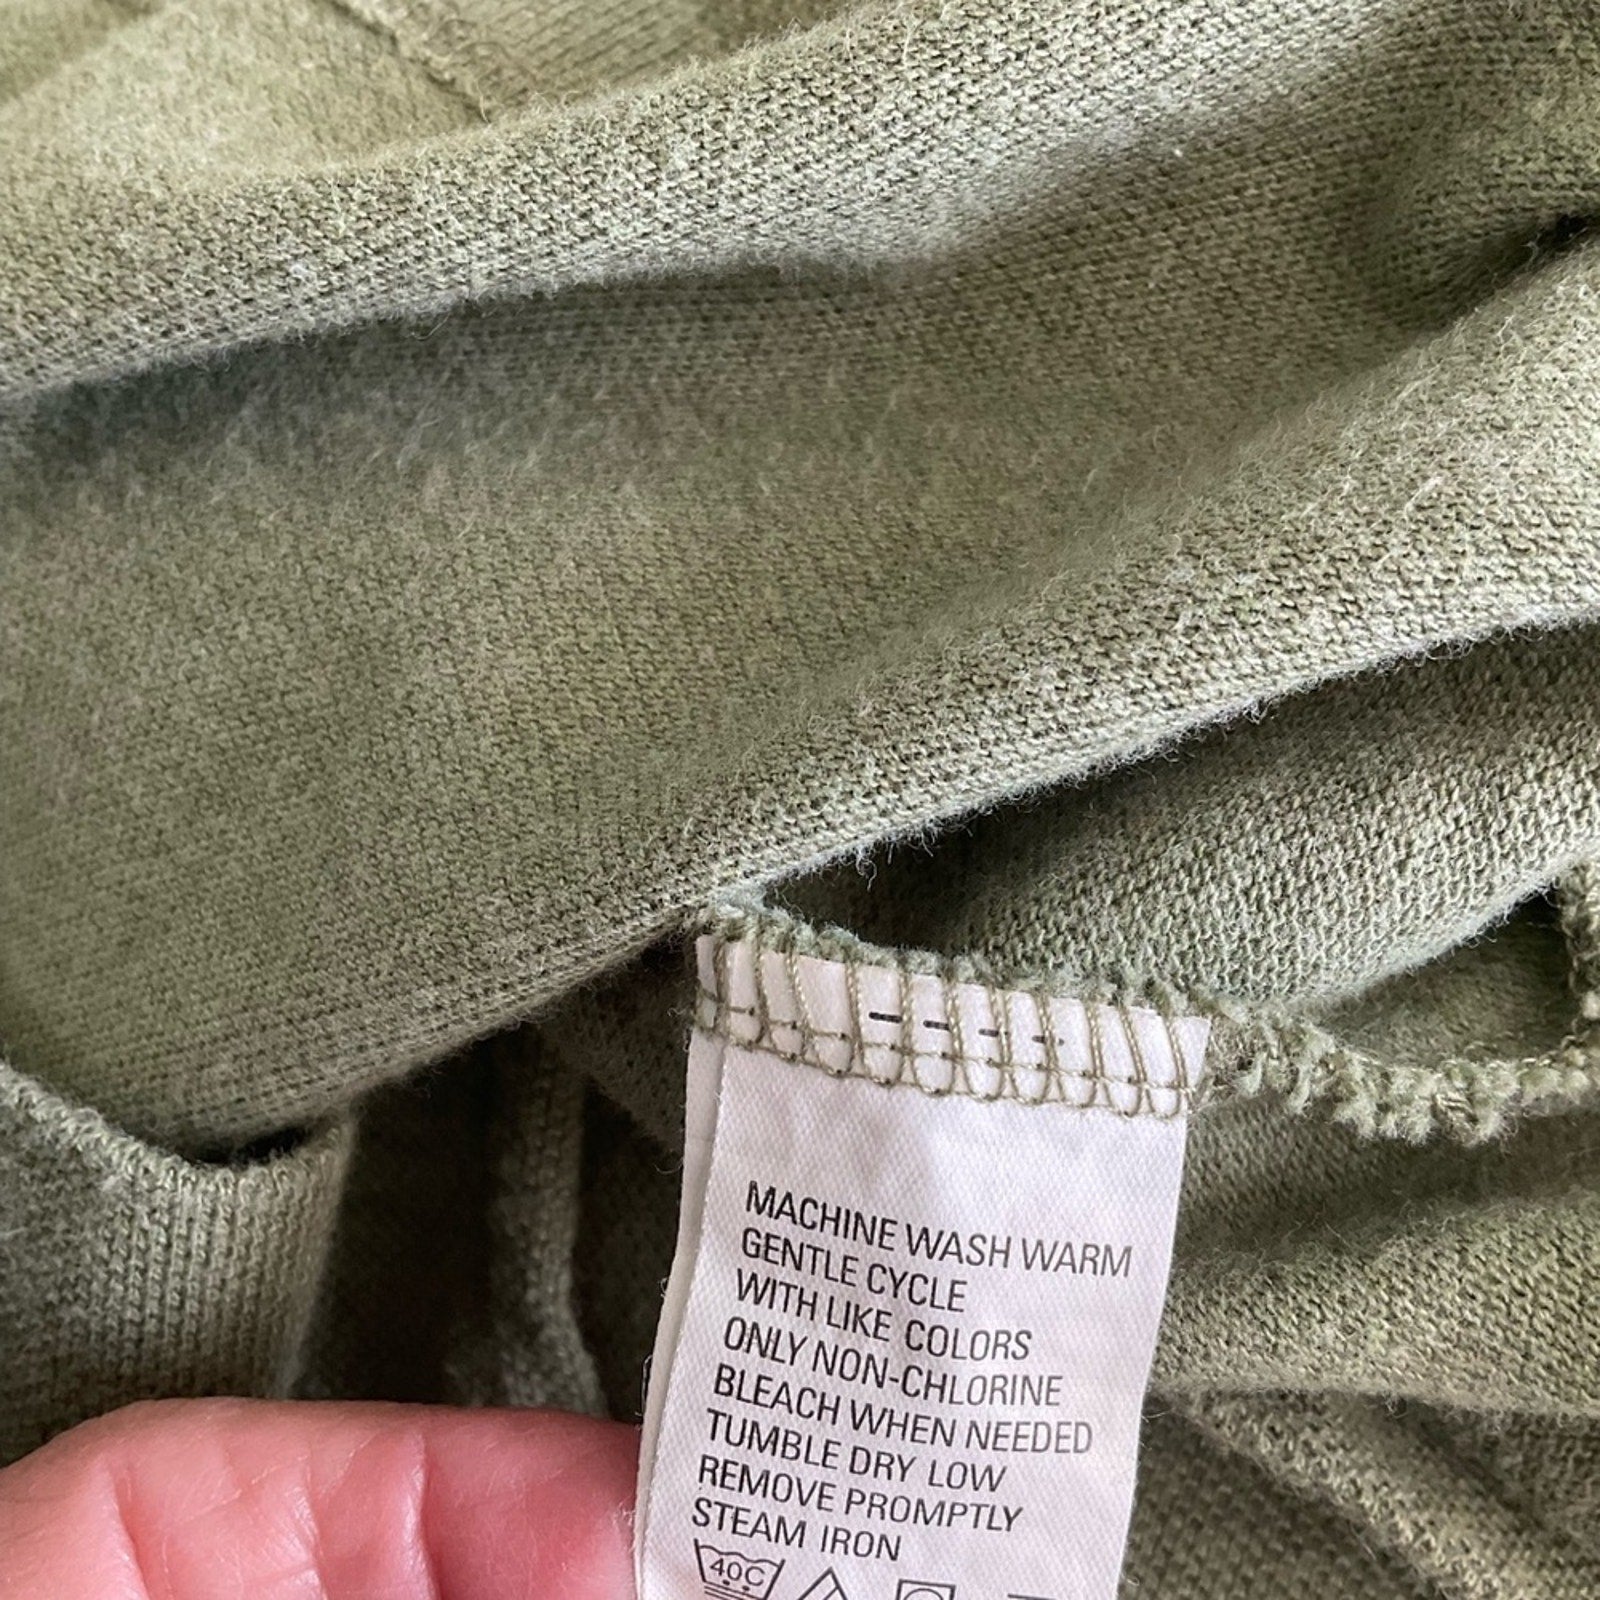 MACHINE WASH WARM
GENTLE CYCLE
WITH LIKE COLORS
ONLY NON-CHLORINE
BLEACH WHEN NEEDED
TUMBLE DRY LOW
REMOVE PROMPTLY
STEAM IRON
40C